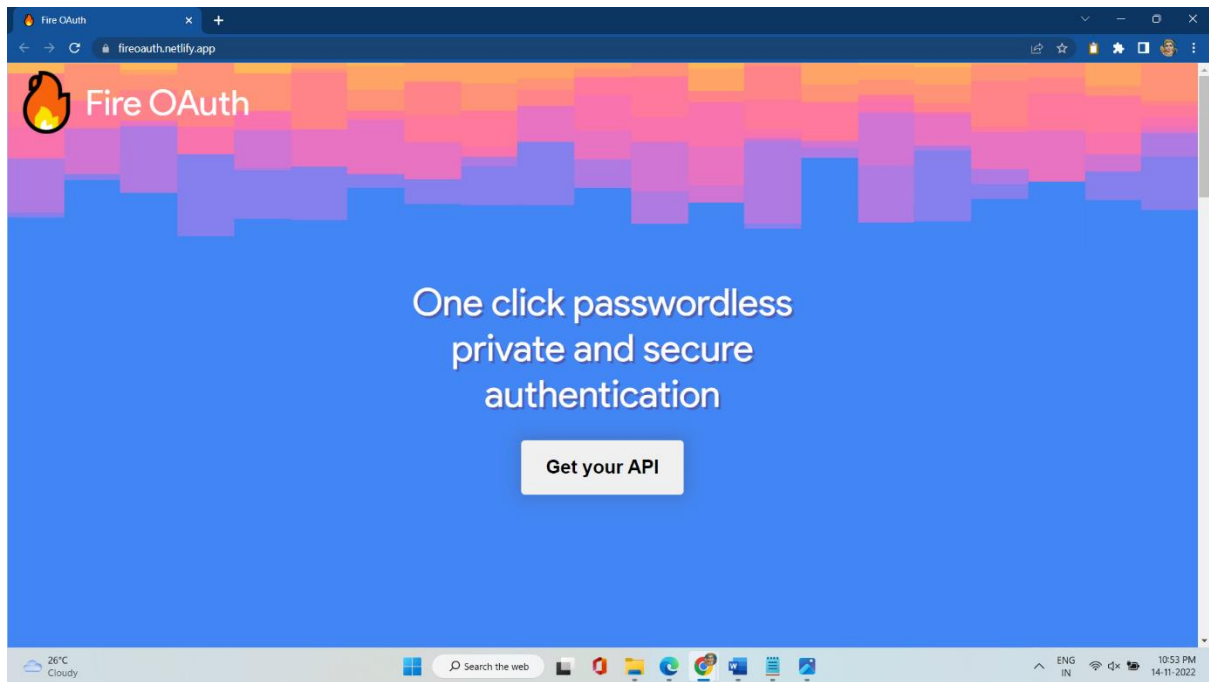 Fire OAuth
fireoauth.netlify.app
Fire OAuth
One click passwordless
private and secure
authentication
Get your API
26°C
Cloudy
Search the web
ENG
IN
10:53 PM
14-11-2022